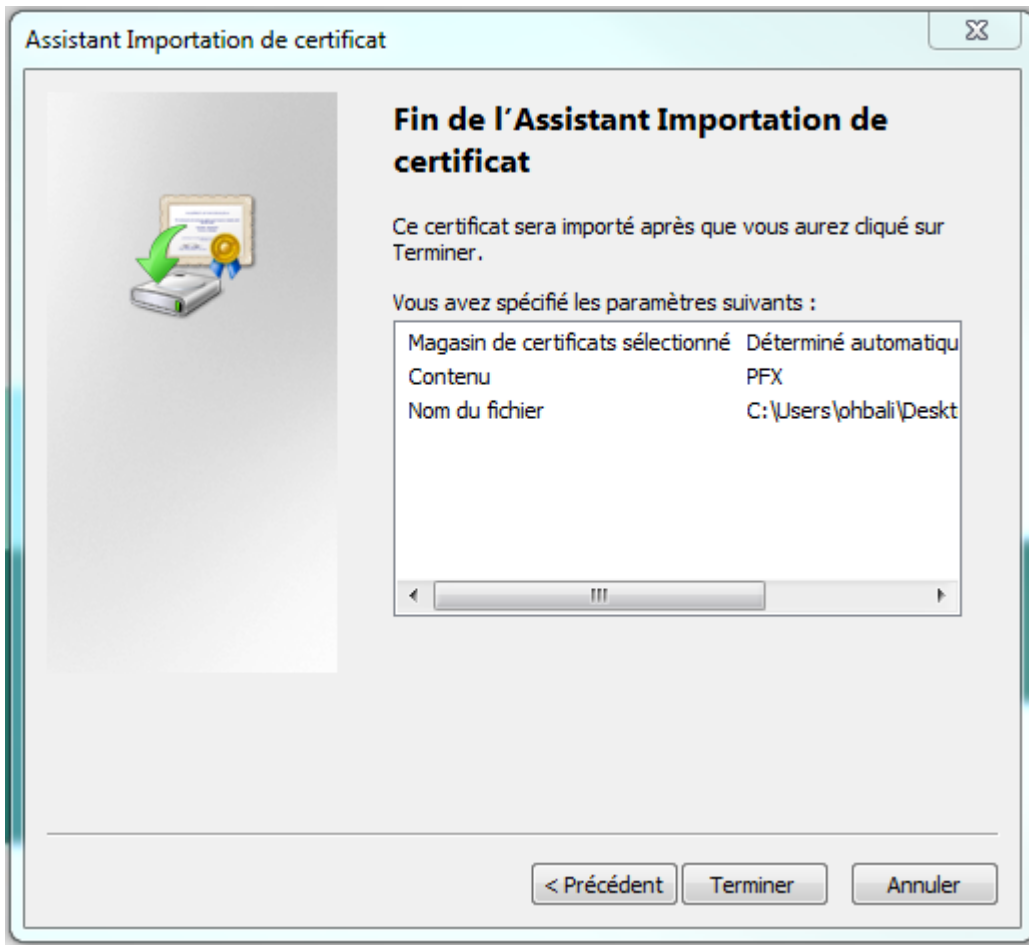 Assistant Importation de certificat
Fin de l'Assistant Importation de
certificat
Ce certificat sera importé après que vous aurez cliqué sur
Terminer.
Vous avez spécifié les paramètres suivants :
Magasin de certificats sélectionné Déterminé automatiqu
Contenu PFX
Nom du fichier C:\Users\ohbali\Deskt
< Précédent Terminer Annuler